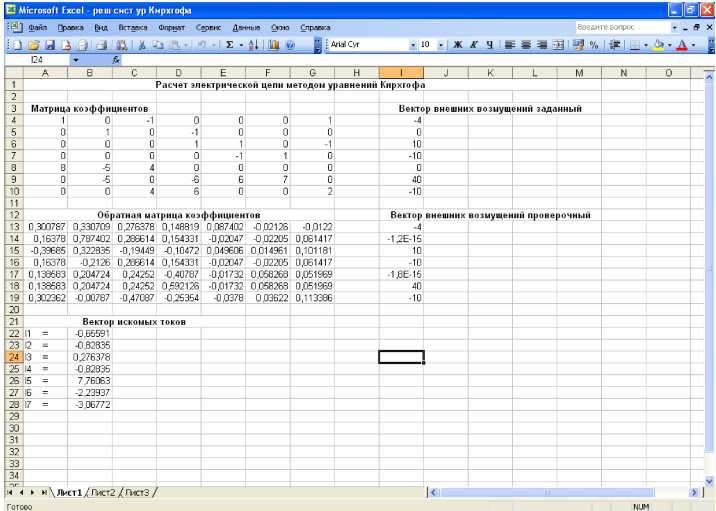 Microsoft Excel - реш сист ур Кирхгофа
Файл Правка Вид Вставка Формат Сервис Данные Окно Справка Введите вопрос
Arial Cyr 10 Ж К Ч
I24 fx
A B C D E F G H I J K L M N O
1 Расчет электрической цепи методом уравнений Кирхгофа
2
3 Матрица коэффициентов Вектор внешних возмущений заданный
4 1 0 -1 0 0 0 1 -4
5 0 1 0 -1 0 0 0 0
6 0 0 0 1 1 0 -1 10
7 0 0 0 0 -1 1 0 -10
8 8 -5 4 0 0 0 0 0
9 0 -5 0 -6 6 7 0 40
10 0 0 4 6 0 0 2 -10
11
12 Обратная матрица коэффициентов Вектор внешних возмущений проверочный
13 0,300787 0,330709 0,276378 0,148819 0,087402 -0,02126 -0,0122 -4
14 0,16378 0,787402 0,286614 0,154331 -0,02047 -0,02205 0,061417 -1,2E-15
15 -0,39685 0,322835 -0,19449 -0,10472 0,049606 0,014961 0,101181 10
16 0,16378 -0,2126 0,286614 0,154331 -0,02047 -0,02205 0,061417 -10
17 0,138583 0,204724 0,24252 -0,40787 -0,01732 0,058268 0,051969 -1,8E-15
18 0,138583 0,204724 0,24252 0,592126 -0,01732 0,058268 0,051969 40
19 0,302362 -0,00787 -0,47087 -0,25354 -0,0378 0,03622 0,113386 -10
20
21 Вектор искомых токов
22 I1 = -0,65591
23 I2 = -0,82835
24 I3 = 0,276378
25 I4 = -0,82835
26 I5 = 7,76063
27 I6 = -2,23937
28 I7 = -3,06772
29
30
31
32
33
34
Лист1 Лист2 Лист3
Готово NUM